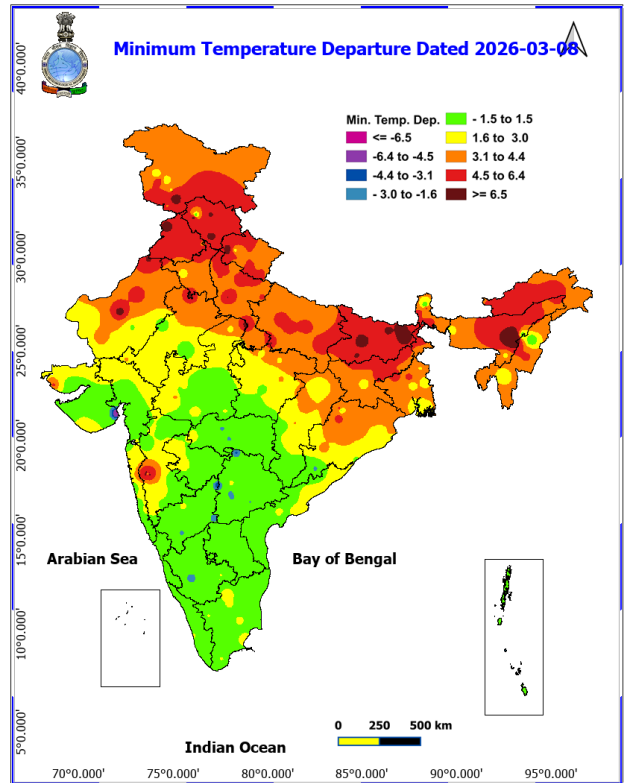 Minimum Temperature Departure Dated 2026-03-08
Min. Temp. Dep.
<= -6.5
-6.4 to -4.5
-4.4 to -3.1
- 3.0 to -1.6
- 1.5 to 1.5
1.6 to 3.0
3.1 to 4.4
4.5 to 6.4
>= 6.5
40°0.000'
35°0.000'
30°0.000'
25°0.000'
20°0.000'
15°0.000'
10°0.000'
5°0.000'
Arabian Sea
Bay of Bengal
Indian Ocean
0 250 500 km
70°0.000' 75°0.000' 80°0.000' 85°0.000' 90°0.000' 95°0.000'